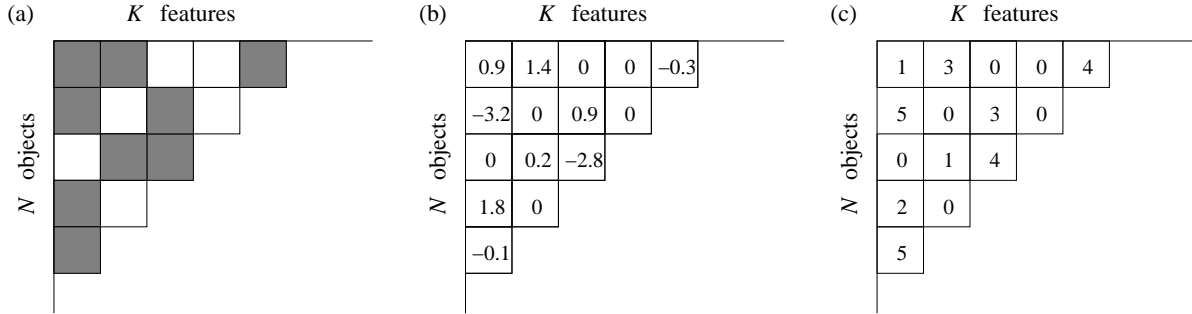 (a) K features
N objects
(b) K features
N objects
0.9 1.4 0 0 −0.3
−3.2 0 0.9 0
0 0.2 −2.8
1.8 0
−0.1
(c) K features
N objects
1 3 0 0 4
5 0 3 0
0 1 4
2 0
5